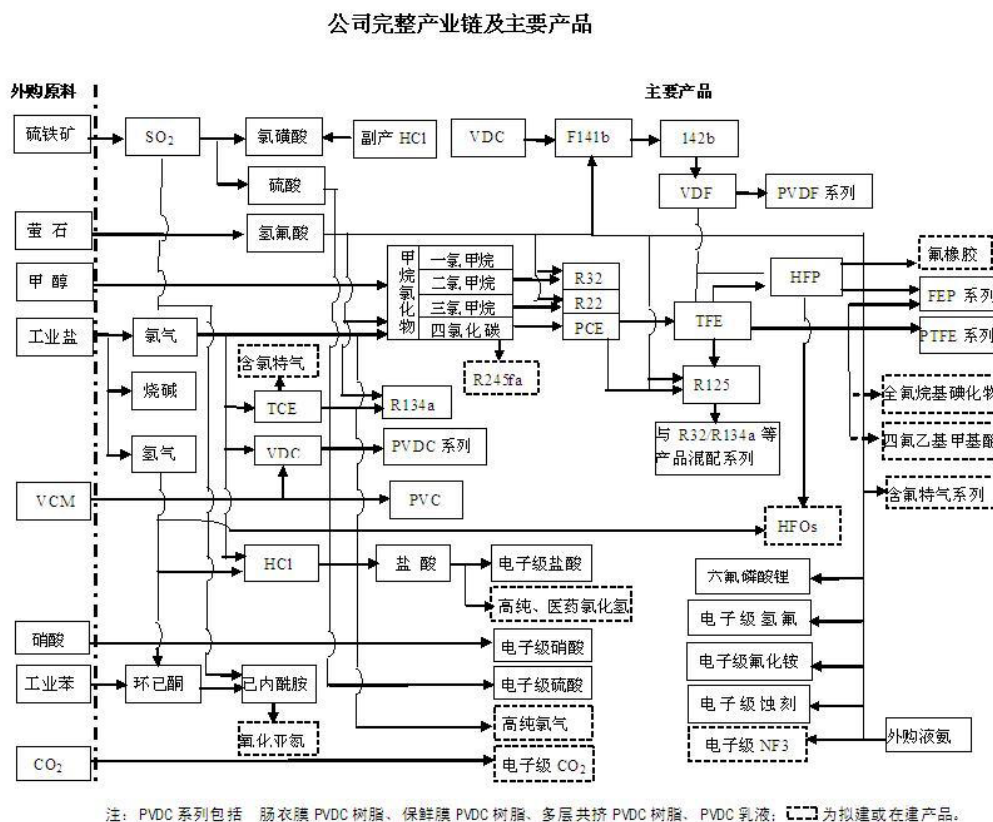 公司完整产业链及主要产品
外购原料
主要产品
硫铁矿
SO₂
氯磺酸
副产 HCl
VDC
F141b
142b
硫酸
VDF
PVDF 系列
萤 石
氢氟酸
甲烷氯化物
一氯甲烷
二氯甲烷
三氯甲烷
四氯化碳
R32
R22
PCE
HFP
氟橡胶
甲 醇
FEP 系列
工业盐
氯气
TFE
PTFE 系列
含氯特气
R245fa
R125
烧碱
TCE
R134a
全氟烷基碘化物
氢气
VDC
PVDC 系列
与 R32/R134a 等
产品混配系列
四氟乙基甲基醚
VCM
PVC
含氟特气系列
HFOs
HCl
盐 酸
电子级盐酸
六氟磷酸锂
高纯、医药氯化氢
电子级氢氟
硝酸
电子级硝酸
电子级氟化铵
工业苯
环己酮
己内酰胺
电子级硫酸
电子级蚀刻
高纯氯气
氧化亚氮
电子级 NF3
外购液氨
CO₂
电子级 CO₂
注：PVDC 系列包括 肠衣膜 PVDC 树脂、保鲜膜 PVDC 树脂、多层共挤 PVDC 树脂、PVDC 乳液； 为拟建或在建产品。